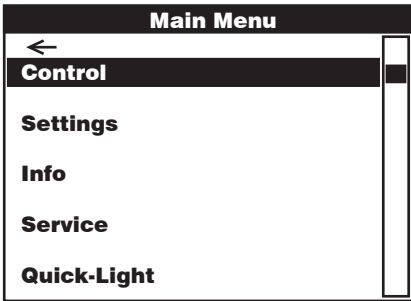 Main Menu
Control
Settings
Info
Service
Quick-Light